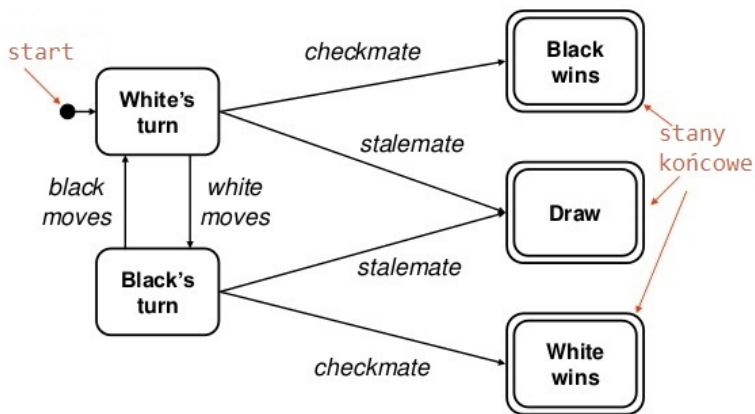 start
White's
turn
checkmate
Black
wins
stalemate
stany
końcowe
black
moves
white
moves
Draw
Black's
turn
stalemate
checkmate
White
wins